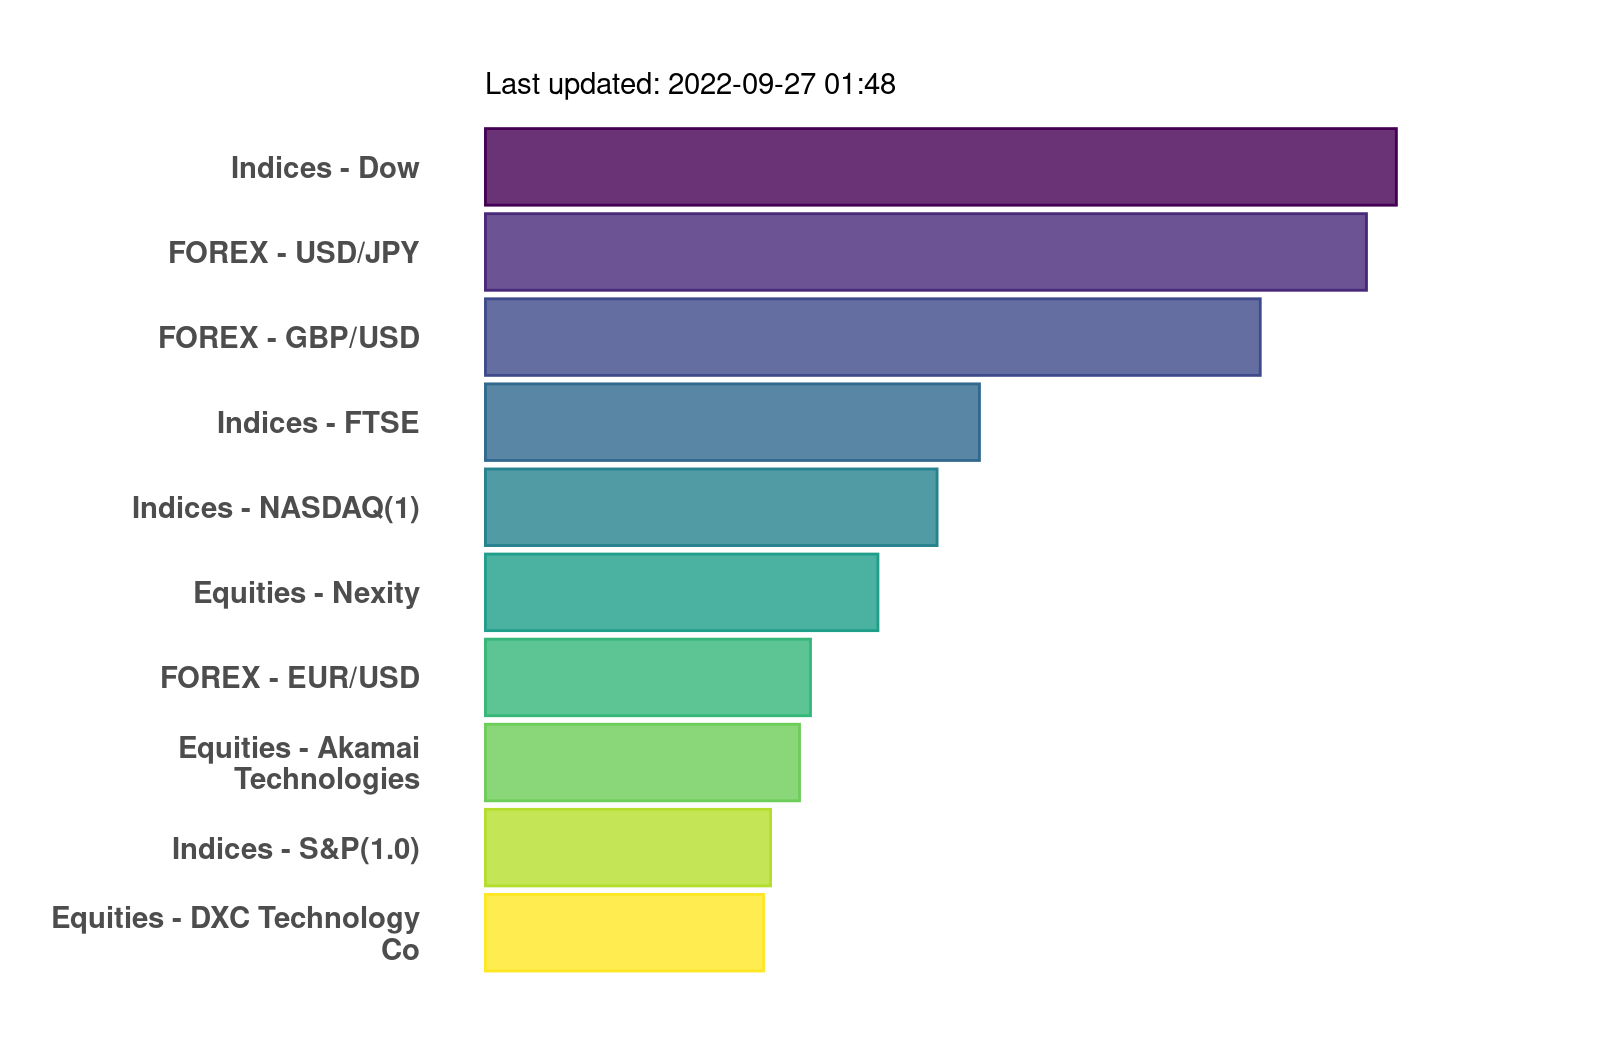 Last updated: 2022-09-27 01:48
Indices - Dow
FOREX - USD/JPY
FOREX - GBP/USD
Indices - FTSE
Indices - NASDAQ(1)
Equities - Nexity
FOREX - EUR/USD
Equities - Akamai
Technologies
Indices - S&P(1.0)
Equities - DXC Technology
Co